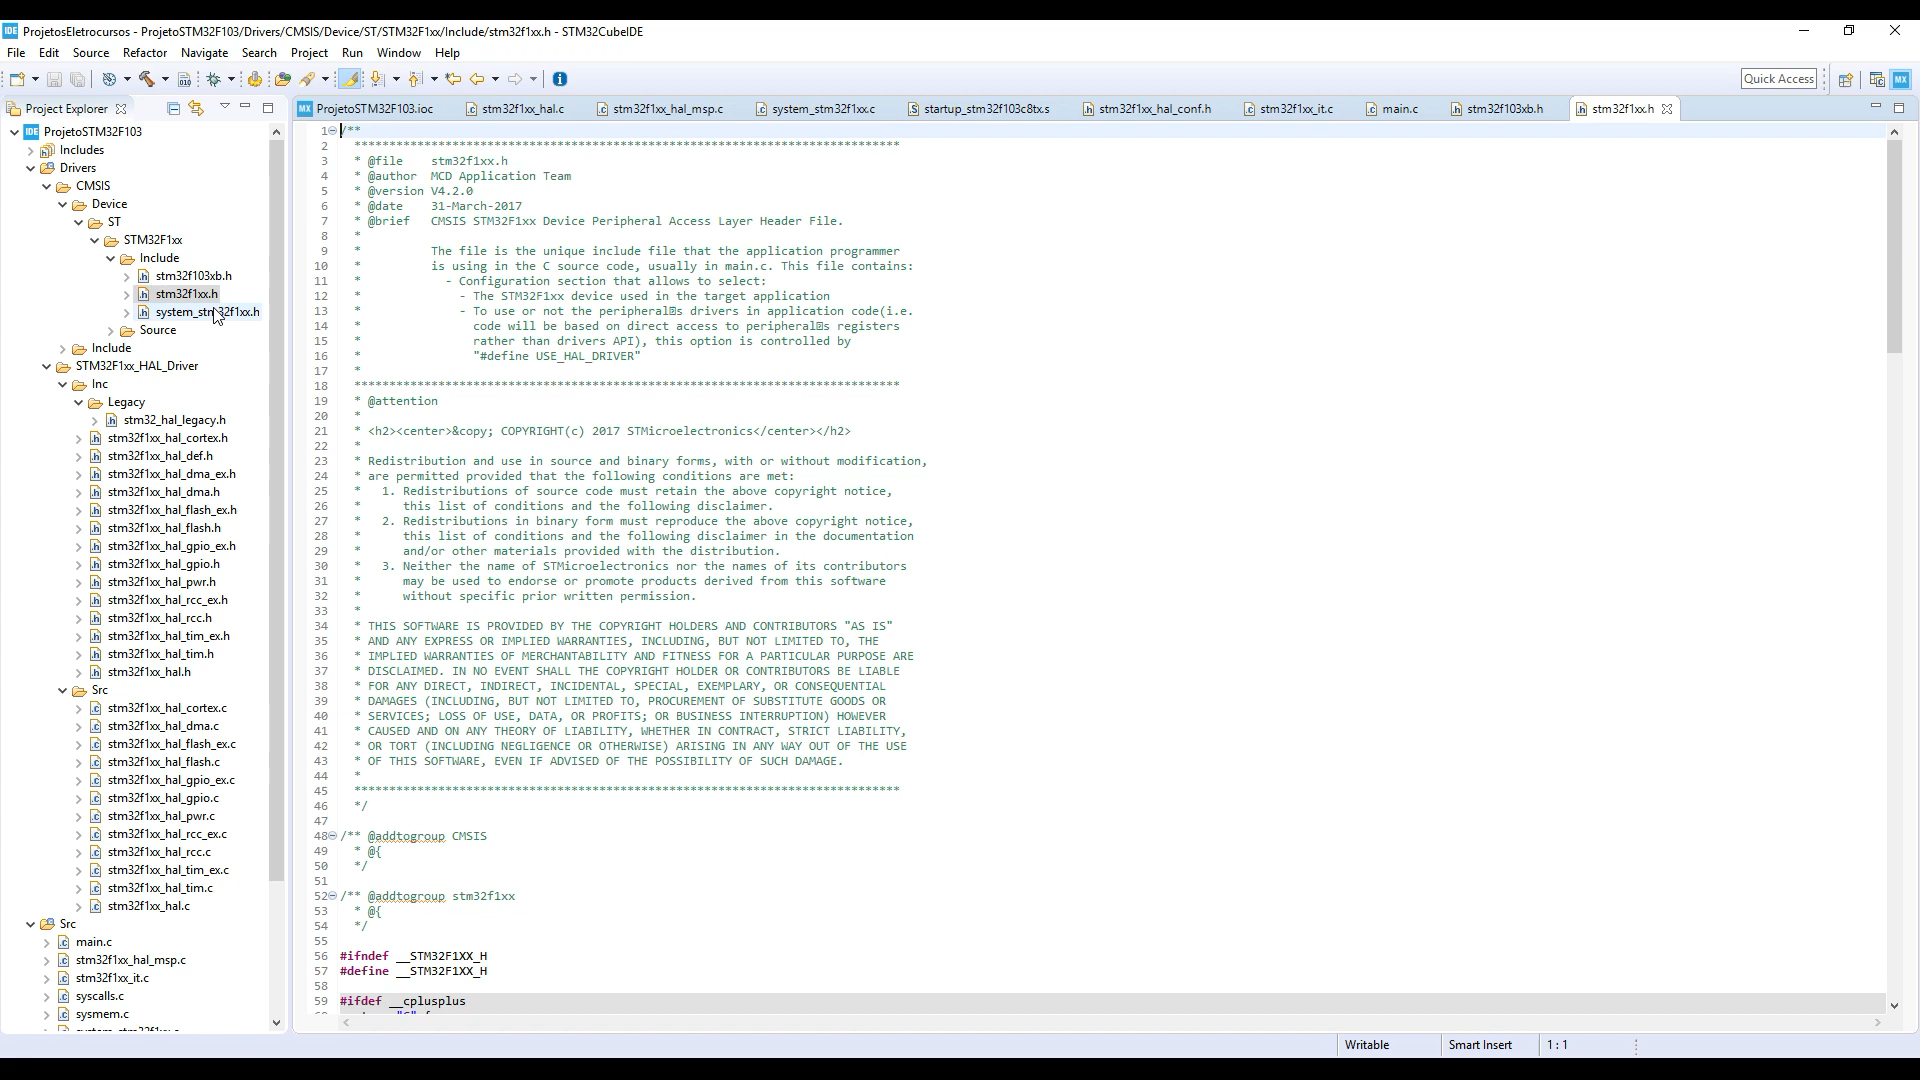 ProjetosEletrocursos - ProjetoSTM32F103/Drivers/CMSIS/Device/ST/STM32F1xx/Include/stm32f1xx.h - STM32CubeIDE
File Edit Source Refactor Navigate Search Project Run Window Help
Quick Access
Project Explorer
ProjetoSTM32F103
Includes
Drivers
CMSIS
Device
ST
STM32F1xx
Include
stm32f103xb.h
stm32f1xx.h
system_stm32f1xx.h
Source
Include
STM32F1xx_HAL_Driver
Inc
Legacy
stm32_hal_legacy.h
stm32f1xx_hal_cortex.h
stm32f1xx_hal_def.h
stm32f1xx_hal_dma_ex.h
stm32f1xx_hal_dma.h
stm32f1xx_hal_flash_ex.h
stm32f1xx_hal_flash.h
stm32f1xx_hal_gpio_ex.h
stm32f1xx_hal_gpio.h
stm32f1xx_hal_pwr.h
stm32f1xx_hal_rcc_ex.h
stm32f1xx_hal_rcc.h
stm32f1xx_hal_tim_ex.h
stm32f1xx_hal_tim.h
stm32f1xx_hal.h
Src
stm32f1xx_hal_cortex.c
stm32f1xx_hal_dma.c
stm32f1xx_hal_flash_ex.c
stm32f1xx_hal_flash.c
stm32f1xx_hal_gpio_ex.c
stm32f1xx_hal_gpio.c
stm32f1xx_hal_pwr.c
stm32f1xx_hal_rcc_ex.c
stm32f1xx_hal_rcc.c
stm32f1xx_hal_tim_ex.c
stm32f1xx_hal_tim.c
stm32f1xx_hal.c
Src
main.c
stm32f1xx_hal_msp.c
stm32f1xx_it.c
syscalls.c
sysmem.c
ProjetoSTM32F103.ioc stm32f1xx_hal.c stm32f1xx_hal_msp.c system_stm32f1xx.c startup_stm32f103c8tx.s stm32f1xx_hal_conf.h stm32f1xx_it.c main.c stm32f103xb.h stm32f1xx.h
1 /**
2 ******************************************************************************
3 * @file stm32f1xx.h
4 * @author MCD Application Team
5 * @version V4.2.0
6 * @date 31-March-2017
7 * @brief CMSIS STM32F1xx Device Peripheral Access Layer Header File.
8 *
9 * The file is the unique include file that the application programmer
10 * is using in the C source code, usually in main.c. This file contains:
11 * - Configuration section that allows to select:
12 * - The STM32F1xx device used in the target application
13 * - To use or not the peripheral�s drivers in application code(i.e.
14 * code will be based on direct access to peripheral�s registers
15 * rather than drivers API), this option is controlled by
16 * "#define USE_HAL_DRIVER"
17 *
18 ******************************************************************************
19 * @attention
20 *
21 * <h2><center>&copy; COPYRIGHT(c) 2017 STMicroelectronics</center></h2>
22 *
23 * Redistribution and use in source and binary forms, with or without modification,
24 * are permitted provided that the following conditions are met:
25 * 1. Redistributions of source code must retain the above copyright notice,
26 * this list of conditions and the following disclaimer.
27 * 2. Redistributions in binary form must reproduce the above copyright notice,
28 * this list of conditions and the following disclaimer in the documentation
29 * and/or other materials provided with the distribution.
30 * 3. Neither the name of STMicroelectronics nor the names of its contributors
31 * may be used to endorse or promote products derived from this software
32 * without specific prior written permission.
33 *
34 * THIS SOFTWARE IS PROVIDED BY THE COPYRIGHT HOLDERS AND CONTRIBUTORS "AS IS"
35 * AND ANY EXPRESS OR IMPLIED WARRANTIES, INCLUDING, BUT NOT LIMITED TO, THE
36 * IMPLIED WARRANTIES OF MERCHANTABILITY AND FITNESS FOR A PARTICULAR PURPOSE ARE
37 * DISCLAIMED. IN NO EVENT SHALL THE COPYRIGHT HOLDER OR CONTRIBUTORS BE LIABLE
38 * FOR ANY DIRECT, INDIRECT, INCIDENTAL, SPECIAL, EXEMPLARY, OR CONSEQUENTIAL
39 * DAMAGES (INCLUDING, BUT NOT LIMITED TO, PROCUREMENT OF SUBSTITUTE GOODS OR
40 * SERVICES; LOSS OF USE, DATA, OR PROFITS; OR BUSINESS INTERRUPTION) HOWEVER
41 * CAUSED AND ON ANY THEORY OF LIABILITY, WHETHER IN CONTRACT, STRICT LIABILITY,
42 * OR TORT (INCLUDING NEGLIGENCE OR OTHERWISE) ARISING IN ANY WAY OUT OF THE USE
43 * OF THIS SOFTWARE, EVEN IF ADVISED OF THE POSSIBILITY OF SUCH DAMAGE.
44 *
45 ******************************************************************************
46 */
47
48 /** @addtogroup CMSIS
49 * @{
50 */
51
52 /** @addtogroup stm32f1xx
53 * @{
54 */
55
56 #ifndef __STM32F1XX_H
57 #define __STM32F1XX_H
58
59 #ifdef __cplusplus
Writable Smart Insert 1 : 1